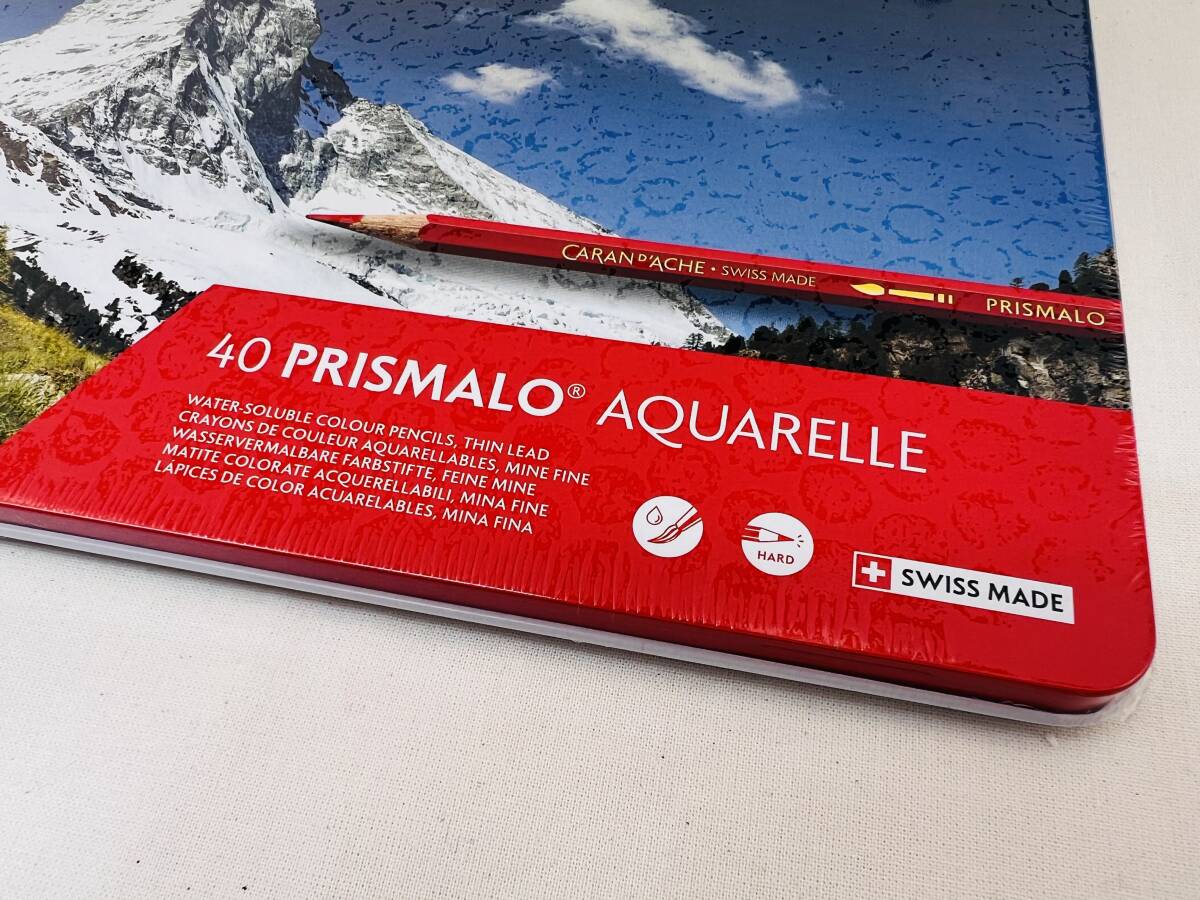 CARAN D'ACHE • SWISS MADE PRISMALO
40 PRISMALO® AQUARELLE
WATER-SOLUBLE COLOUR PENCILS, THIN LEAD
CRAYONS DE COULEUR AQUARELLABLES, MINE FINE
WASSERVERMALBARE FARBSTIFTE, FEINE MINE
MATITE COLORATE ACQUERELLABILI, MINA FINE
LÁPICES DE COLOR ACUARELABLES, MINA FINA
HARD
SWISS MADE